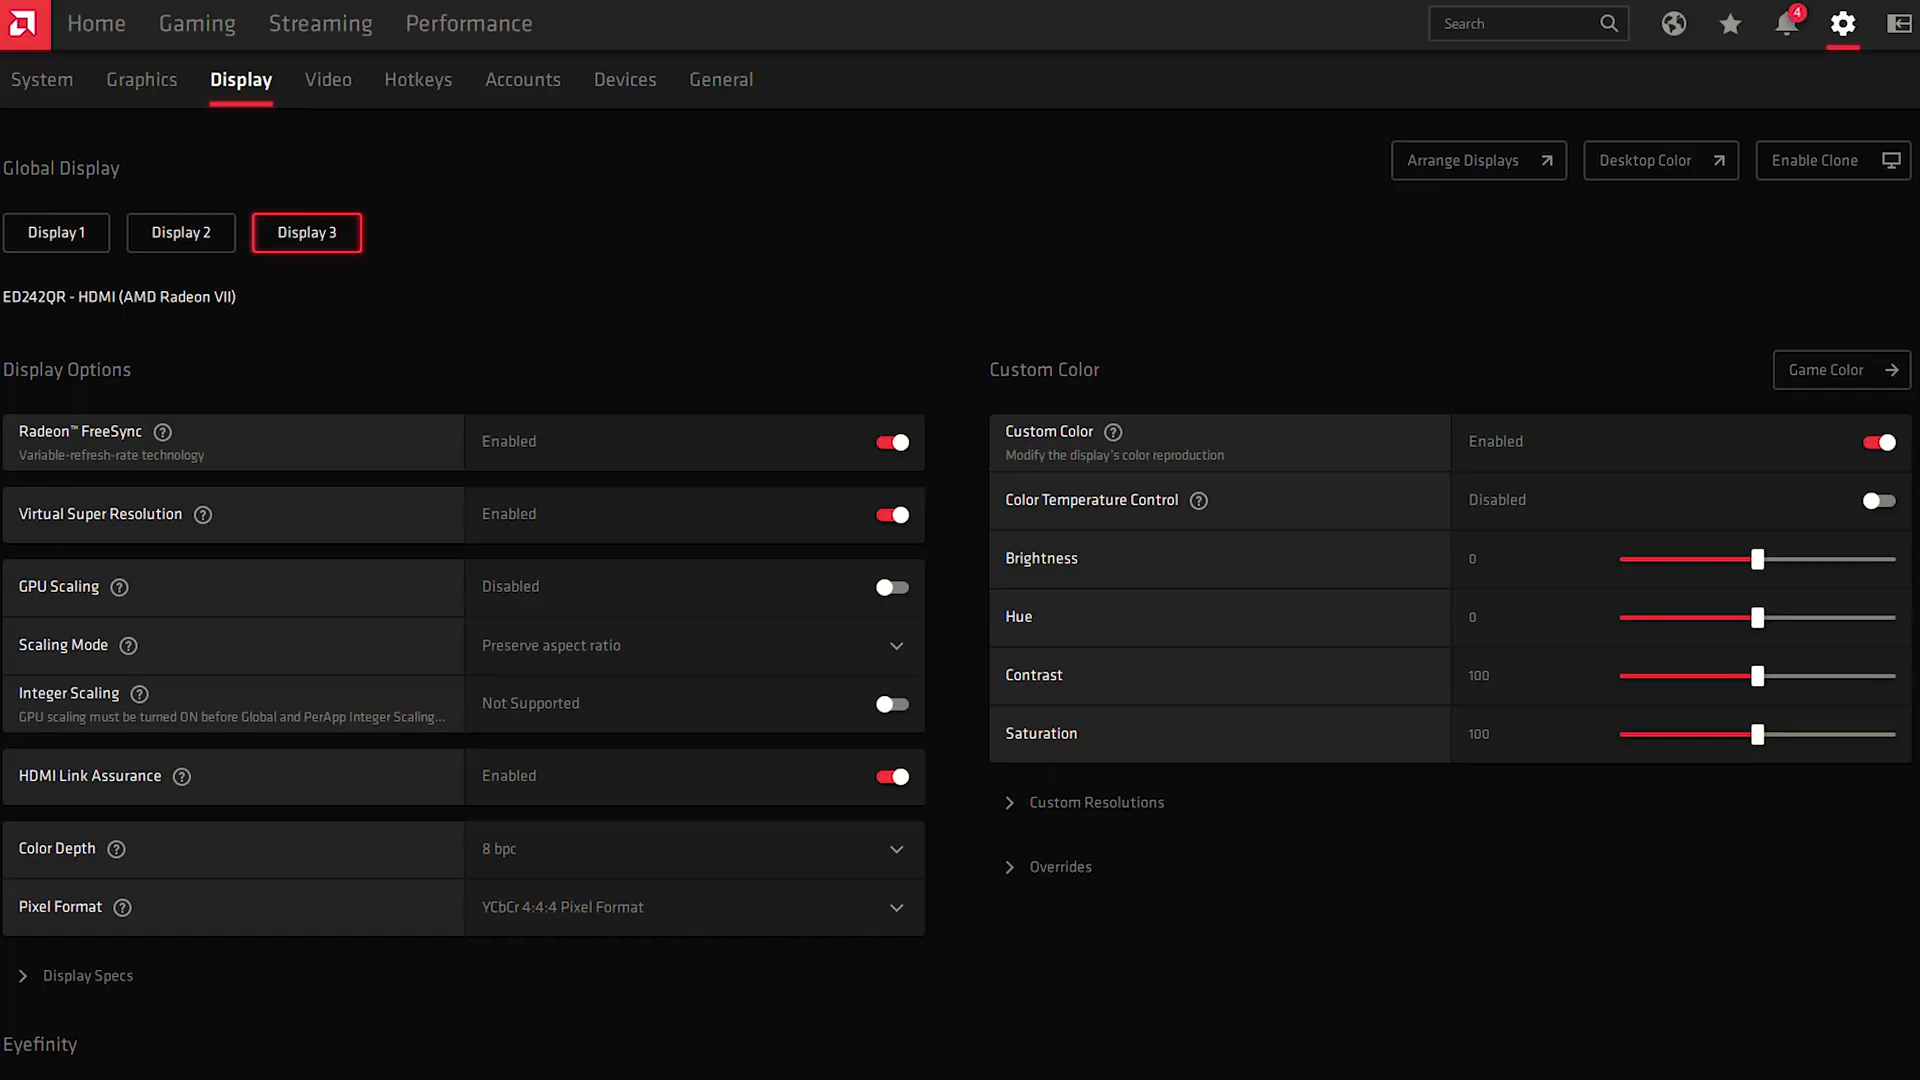 Home Gaming Streaming Performance Search 4
System Graphics Display Video Hotkeys Accounts Devices General
Global Display
Arrange Displays Desktop Color Enable Clone
Display 1 Display 2 Display 3
ED242QR - HDMI (AMD Radeon VII)
Display Options
Radeon™ FreeSync ?
Variable-refresh-rate technology
Enabled
Virtual Super Resolution ? Enabled
GPU Scaling ? Disabled
Scaling Mode ? Preserve aspect ratio
Integer Scaling ?
GPU scaling must be turned ON before Global and PerApp Integer Scaling...
Not Supported
HDMI Link Assurance ? Enabled
Color Depth ? 8 bpc
Pixel Format ? YCbCr 4:4:4 Pixel Format
Display Specs
Eyefinity
Custom Color Game Color
Custom Color ?
Modify the display's color reproduction
Enabled
Color Temperature Control ? Disabled
Brightness 0
Hue 0
Contrast 100
Saturation 100
Custom Resolutions
Overrides